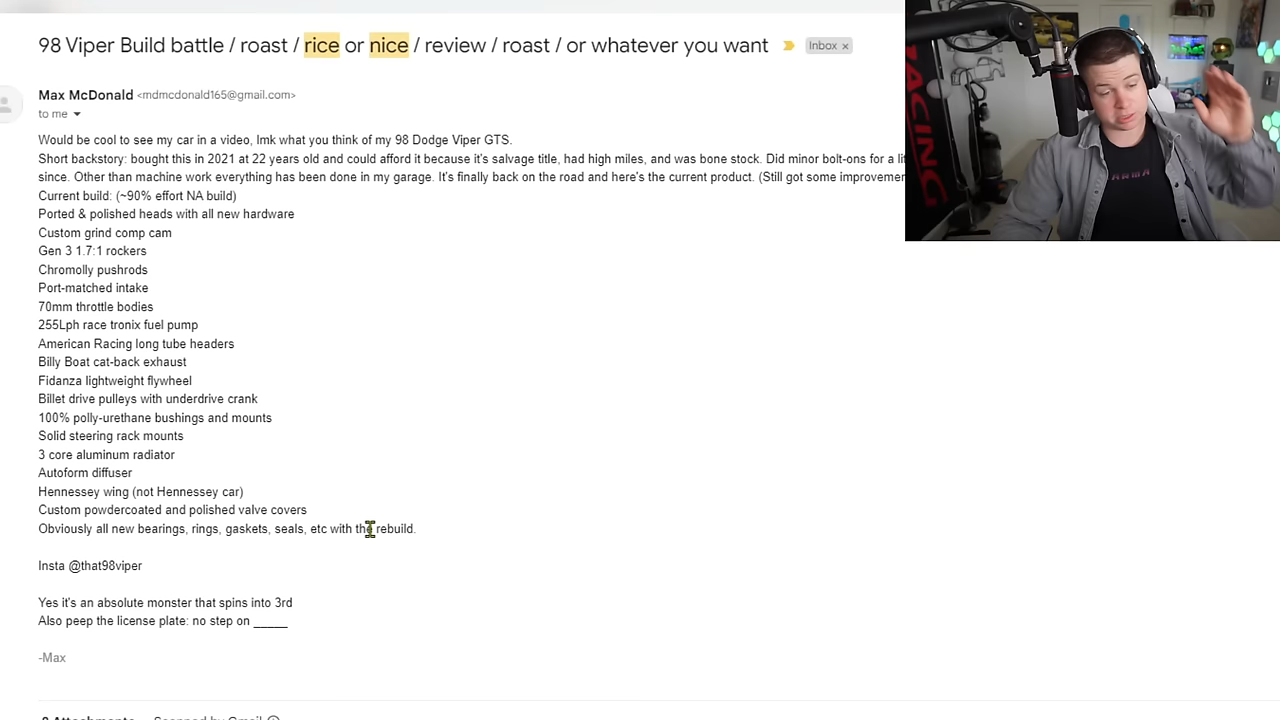 98 Viper Build battle / roast / rice or nice / review / roast / or whatever you want Inbox ×
Max McDonald <mdmcdonald165@gmail.com>
to me
Would be cool to see my car in a video, lmk what you think of my 98 Dodge Viper GTS.
Short backstory: bought this in 2021 at 22 years old and could afford it because it's salvage title, had high miles, and was bone stock. Did minor bolt-ons for a
since. Other than machine work everything has been done in my garage. It's finally back on the road and here's the current product. (Still got some
Current build: (~90% effort NA build)
Ported & polished heads with all new hardware
Custom grind comp cam
Gen 3 1.7:1 rockers
Chromolly pushrods
Port-matched intake
70mm throttle bodies
255Lph race tronix fuel pump
American Racing long tube headers
Billy Boat cat-back exhaust
Fidanza lightweight flywheel
Billet drive pulleys with underdrive crank
100% polly-urethane bushings and mounts
Solid steering rack mounts
3 core aluminum radiator
Autoform diffuser
Hennessey wing (not Hennessey car)
Custom powdercoated and polished valve covers
Obviously all new bearings, rings, gaskets, seals, etc with the rebuild.
Insta @that98viper
Yes it's an absolute monster that spins into 3rd
Also peep the license plate: no step on _____
-Max
Attachments Scanned by Gmail
RACING